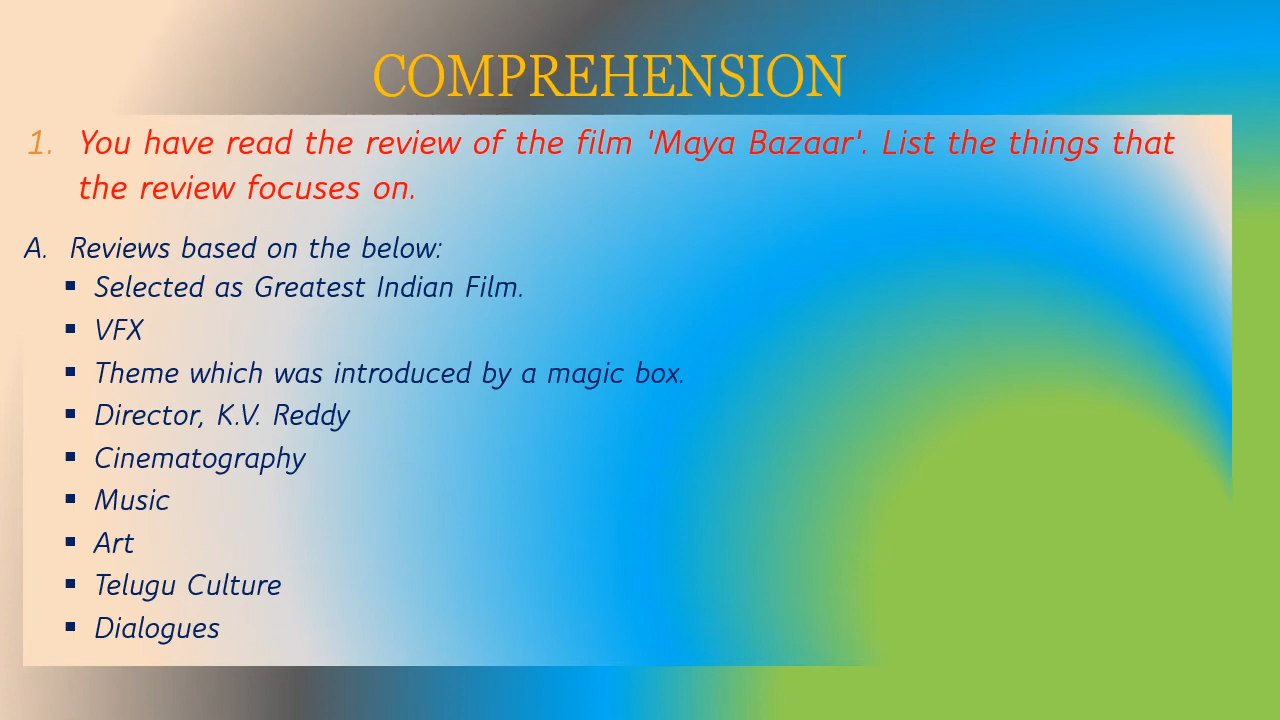 COMPREHENSION
1. You have read the review of the film 'Maya Bazaar'. List the things that
the review focuses on.
A. Reviews based on the below:
▪ Selected as Greatest Indian Film.
▪ VFX
▪ Theme which was introduced by a magic box.
▪ Director, K.V. Reddy
▪ Cinematography
▪ Music
▪ Art
▪ Telugu Culture
▪ Dialogues